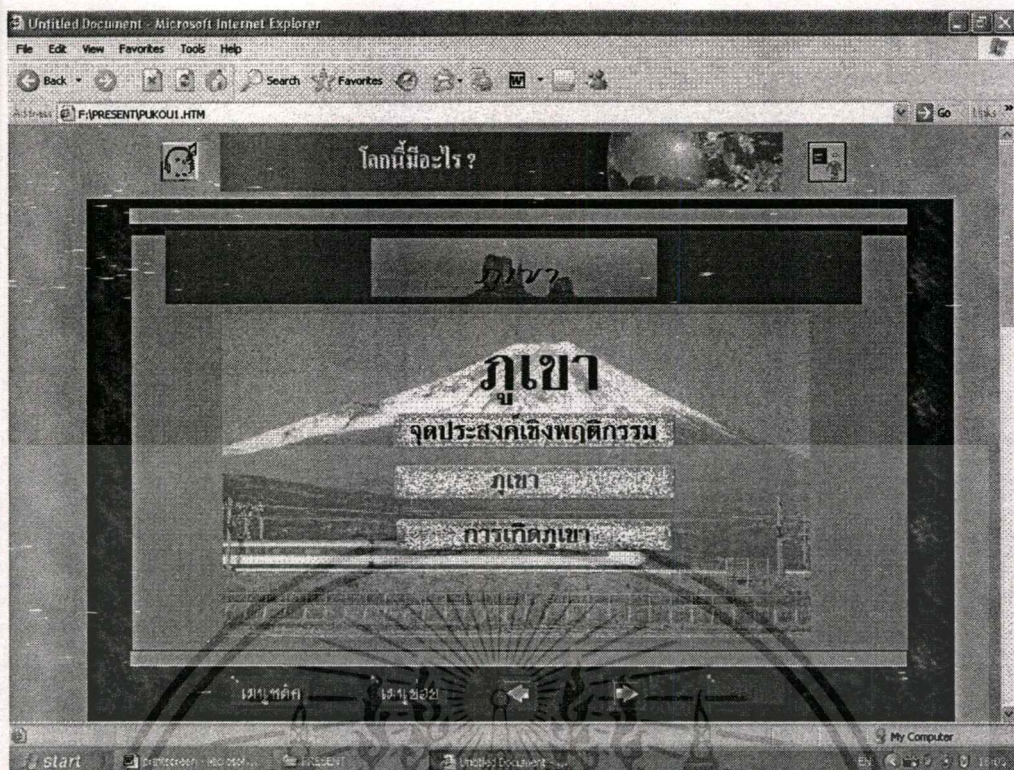 Untitled Document - Microsoft Internet Explorer
File Edit View Favorites Tools Help
Back Search Favorites
Address F:\PRESENT\PUKOU1.HTM Go Links »
โลกนี้มีอะไร ?
ภูเขา
ภูเขา
จุดประสงค์เชิงพฤติกรรม
ภูเขา
การเกิดภูเขา
เมนูหลัก เมนูย่อย
My Computer
start printscreen - Microsof... PRESENT Untitled Document - ... EN